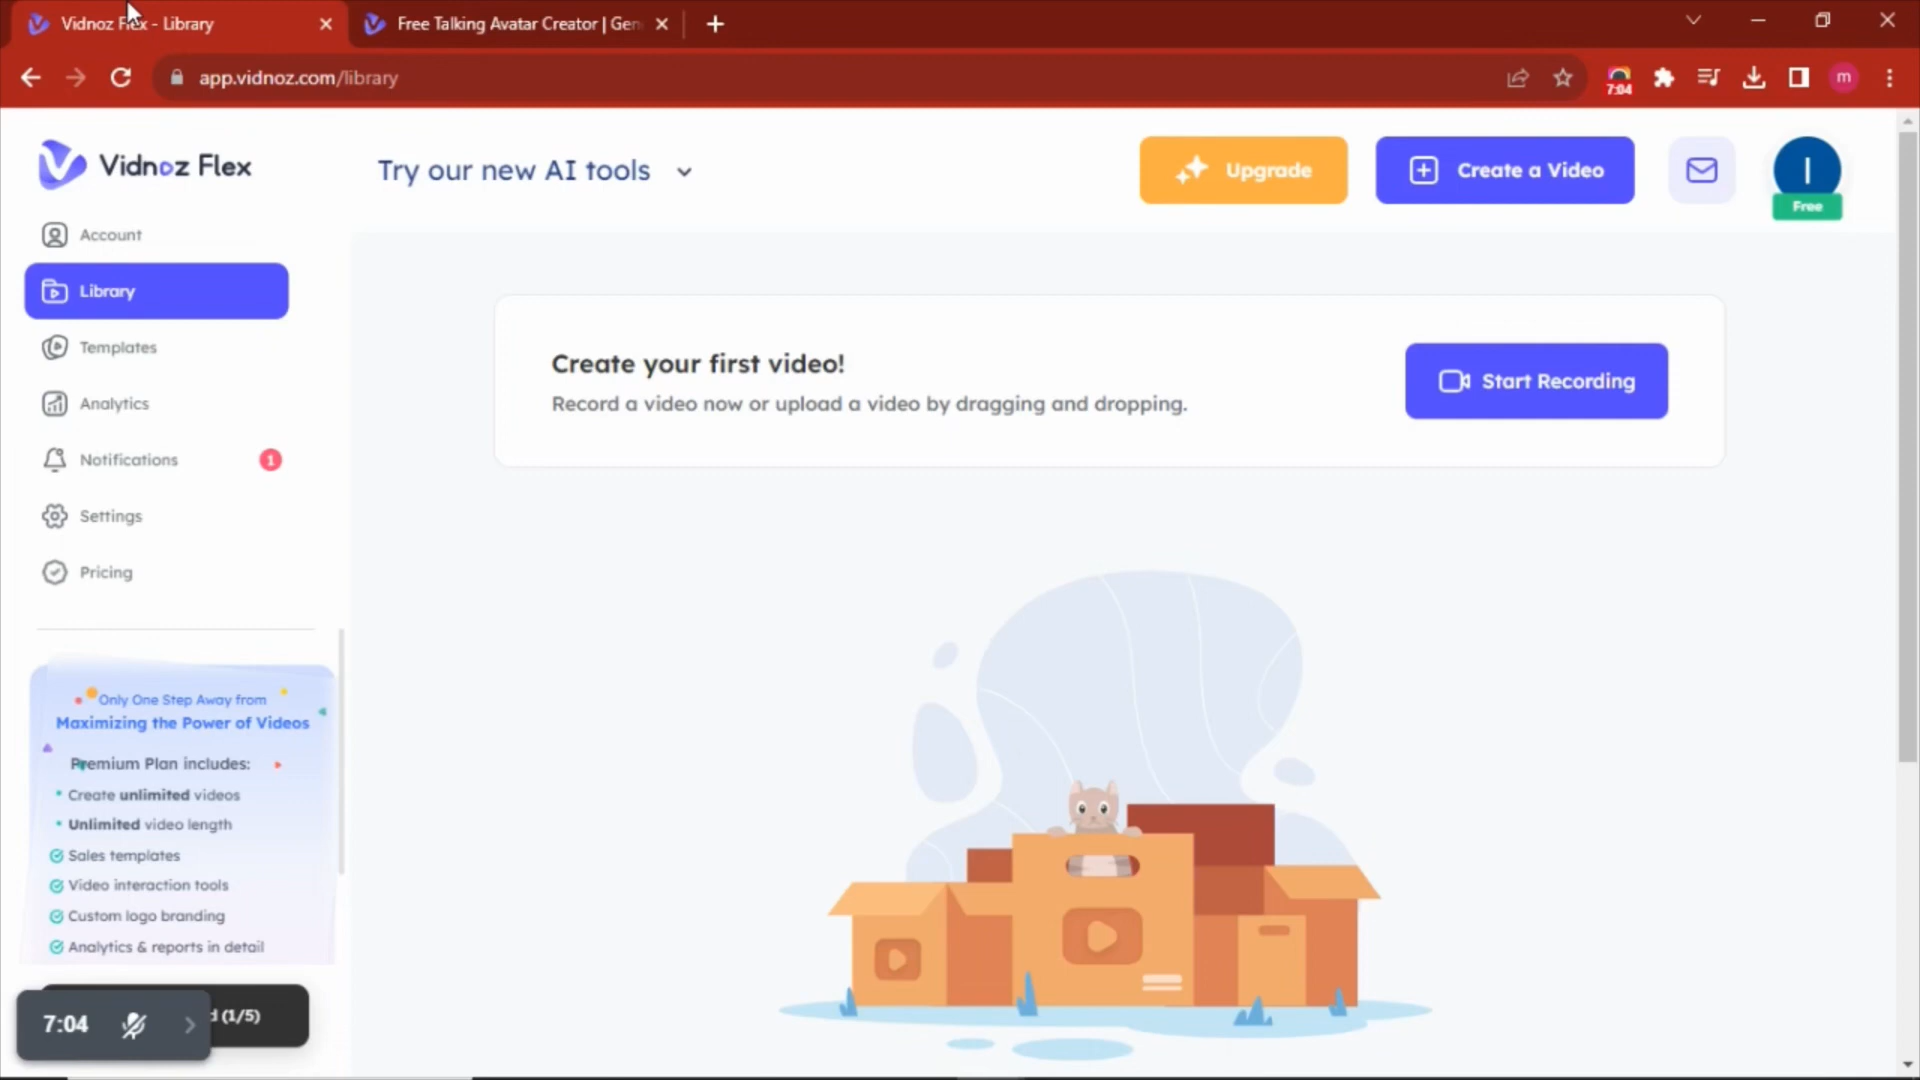 Vidnoz Flex - Library
Free Talking Avatar Creator | Gen
app.vidnoz.com/library
7:04
m
Vidnoz Flex
Try our new AI tools
Upgrade
Create a Video
I
Free
Account
Library
Templates
Analytics
Notifications
1
Settings
Pricing
Create your first video!
Record a video now or upload a video by dragging and dropping.
Start Recording
Only One Step Away from
Maximizing the Power of Videos
Premium Plan includes:
Create unlimited videos
Unlimited video length
Sales templates
Video interaction tools
Custom logo branding
Analytics & reports in detail
7:04
d (1/5)